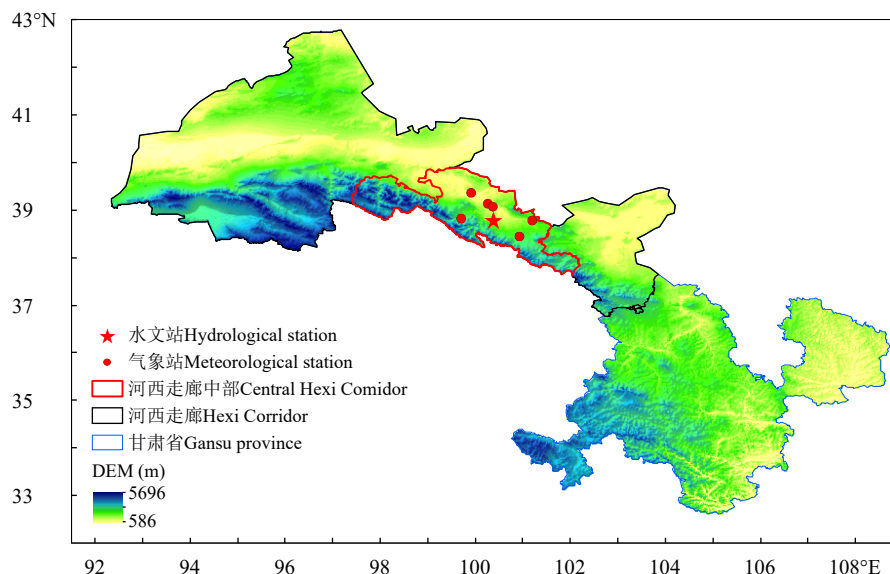 43°N
41
39
37
35
33
★ 水文站Hydrological station
● 气象站Meteorological station
河西走廊中部Central Hexi Comidor
河西走廊Hexi Corridor
甘肃省Gansu province
DEM (m)
5696
586
92 94 96 98 100 102 104 106 108°E